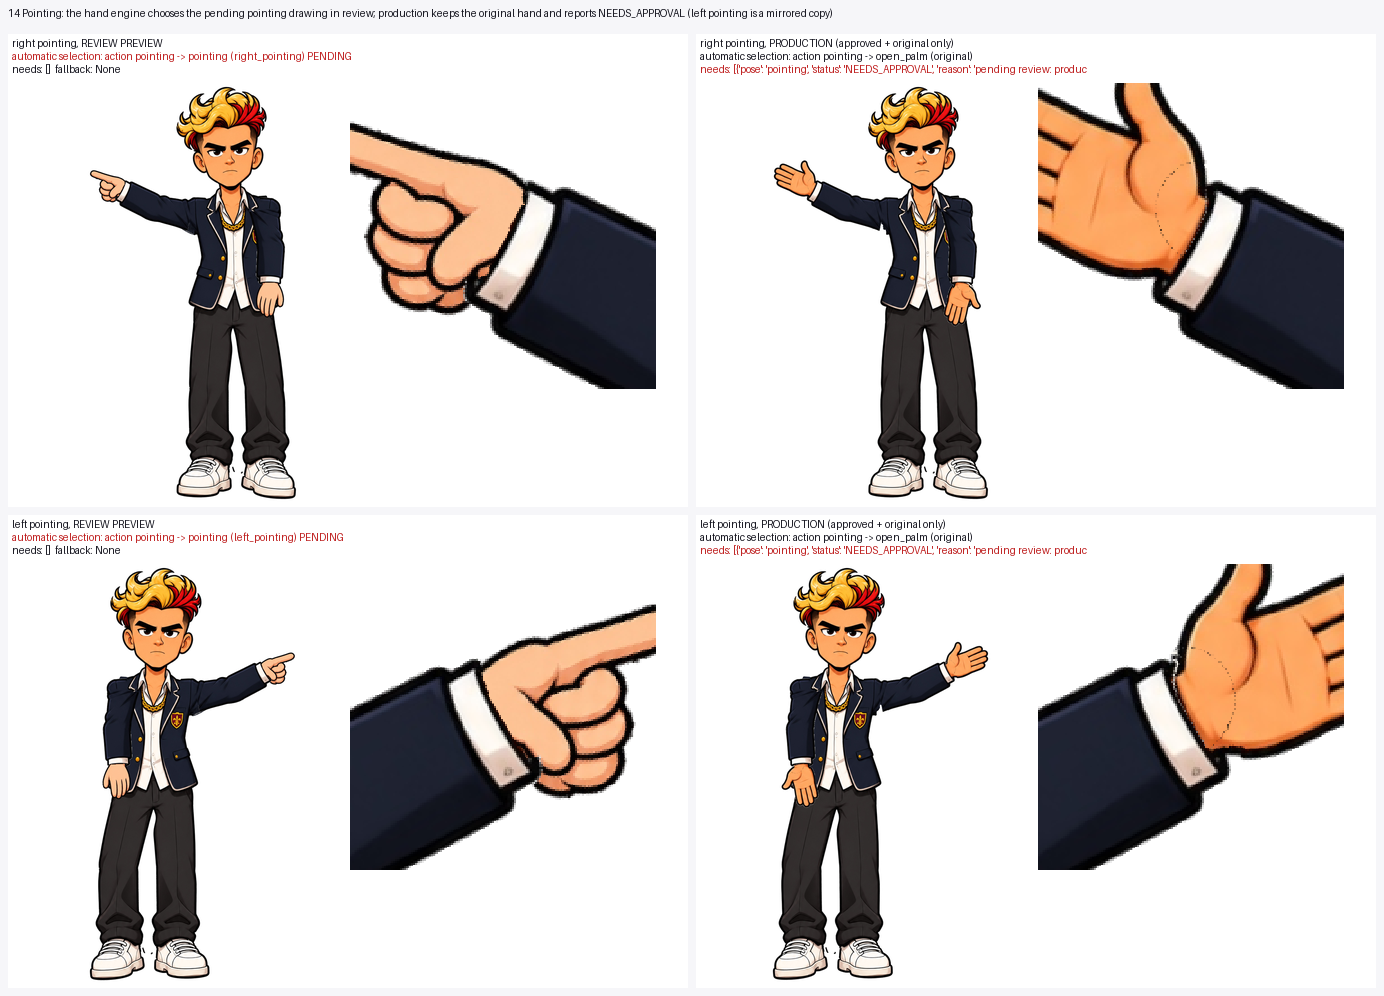 14 Pointing: the hand engine chooses the pending pointing drawing in review; production keeps the original hand and reports NEEDS_APPROVAL (left pointing is a mirrored copy)
right pointing, REVIEW PREVIEW
automatic selection: action pointing -> pointing (right_pointing) PENDING
needs: [] fallback: None
right pointing, PRODUCTION (approved + original only)
automatic selection: action pointing -> open_palm (original)
needs: [{'pose': 'pointing', 'status': 'NEEDS_APPROVAL', 'reason': 'pending review: produc
left pointing, REVIEW PREVIEW
automatic selection: action pointing -> pointing (left_pointing) PENDING
needs: [] fallback: None
left pointing, PRODUCTION (approved + original only)
automatic selection: action pointing -> open_palm (original)
needs: [{'pose': 'pointing', 'status': 'NEEDS_APPROVAL', 'reason': 'pending review: produc